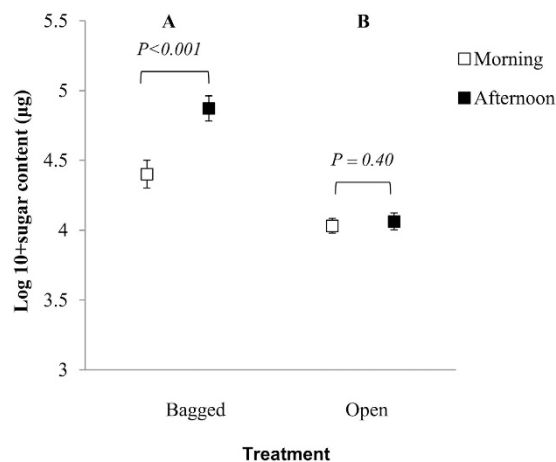 A
B
P<0.001
P = 0.40
Morning
Afternoon
Log 10+sugar content (µg)
5.5
5
4.5
4
3.5
3
Bagged
Open
Treatment